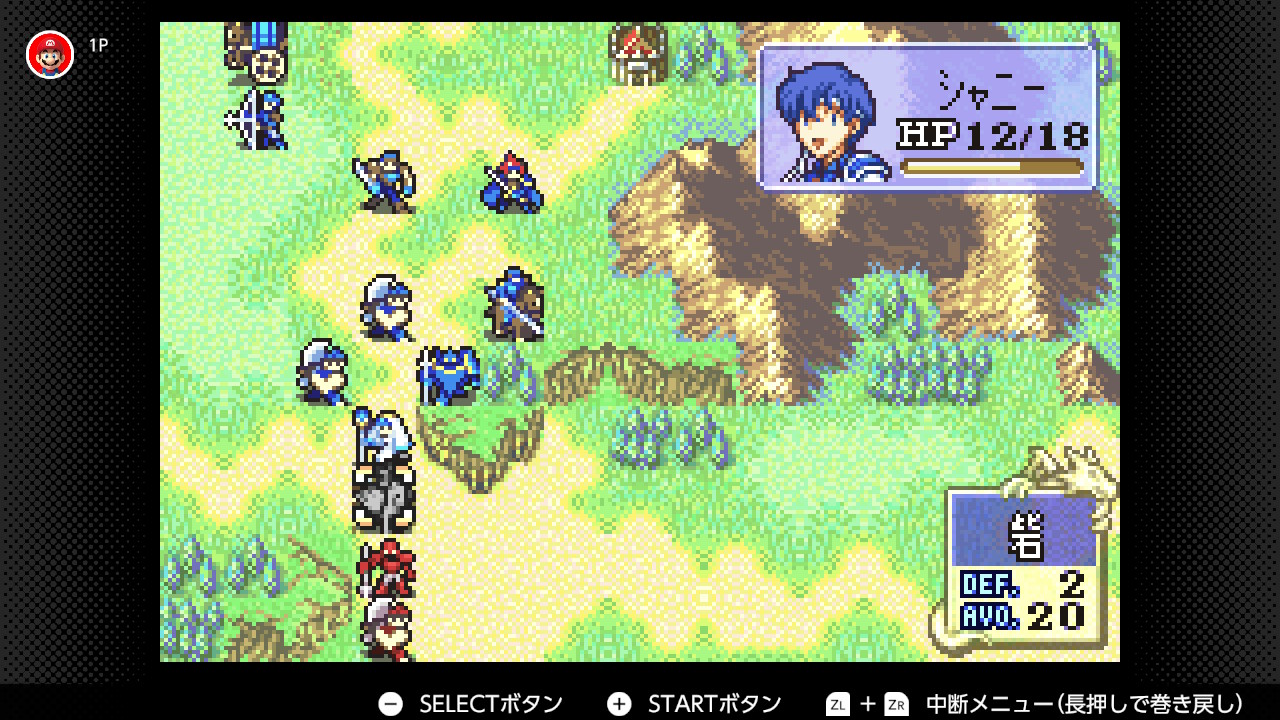 1P
シャニー
HP 12/18
砦
DEF. 2
AVO. 20
SELECTボタン
STARTボタン
ZL + ZR 中断メニュー(長押しで巻き戻し)